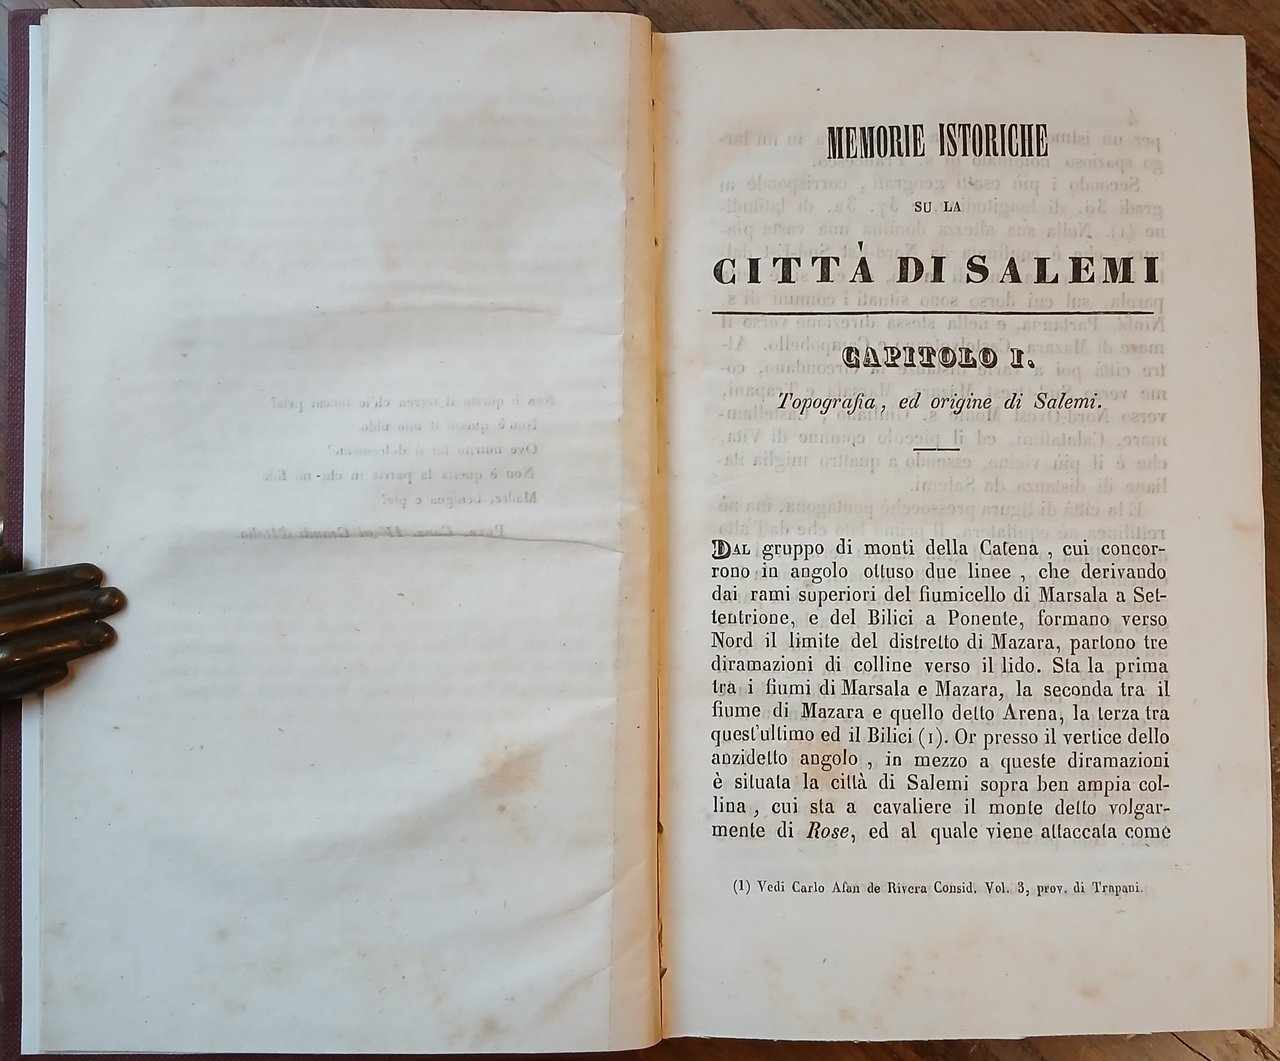 MEMORIE ISTORICHE
SU LA
CITTÀ DI SALEMI
CAPITOLO I.
Topografia, ed origine di Salemi.
DAL gruppo di monti della Catena , cui concor-
rono in angolo ottuso due linee , che derivando
dai rami superiori del fiumicello di Marsala a Set-
tentrione, e del Bilici a Ponente, formano verso
Nord il limite del distretto di Mazara, partono tre
diramazioni di colline verso il lido. Sta la prima
tra i fiumi di Marsala e Mazara, la seconda tra il
fiume di Mazara e quello detto Arena, la terza tra
quest'ultimo ed il Bilici (1). Or presso il vertice dello
anzidetto angolo , in mezzo a queste diramazioni
è situata la città di Salemi sopra ben ampia col-
lina , cui sta a cavaliere il monte detto volgar-
mente di Rose, ed al quale viene attaccata come
(1) Vedi Carlo Afan de Rivera Consid. Vol. 3, prov. di Trapani.